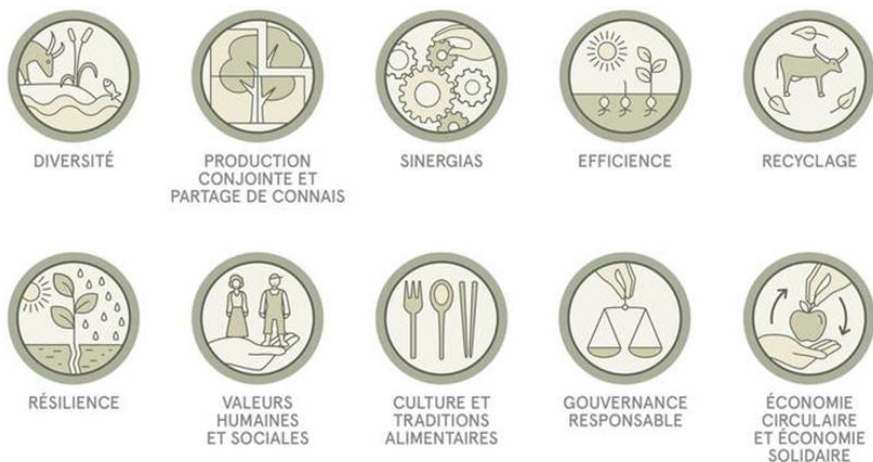 DIVERSITÉ
PRODUCTION
CONJOINTE ET
PARTAGE DE CONNAIS
SINERGIAS
EFFICIENCE
RECYCLAGE
RÉSILIENCE
VALEURS
HUMAINES
ET SOCIALES
CULTURE ET
TRADITIONS
ALIMENTAIRES
GOUVERNANCE
RESPONSABLE
ÉCONOMIE
CIRCULAIRE
ET ÉCONOMIE
SOLIDAIRE